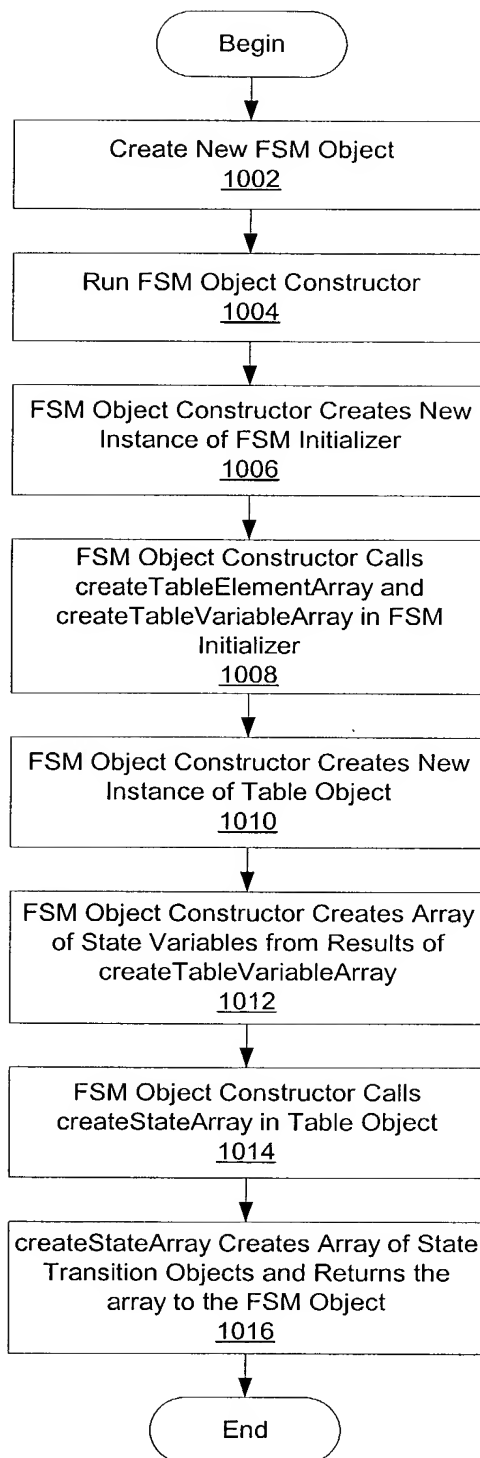 Begin
Create New FSM Object
1002
Run FSM Object Constructor
1004
FSM Object Constructor Creates New
Instance of FSM Initializer
1006
FSM Object Constructor Calls
createTableElementArray and
createTableVariableArray in FSM
Initializer
1008
FSM Object Constructor Creates New
Instance of Table Object
1010
FSM Object Constructor Creates Array
of State Variables from Results of
createTableVariableArray
1012
FSM Object Constructor Calls
createStateArray in Table Object
1014
createStateArray Creates Array of State
Transition Objects and Returns the
array to the FSM Object
1016
End